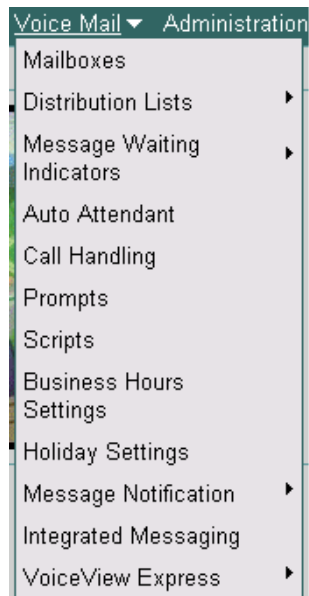 Voice Mail Administration
Mailboxes
Distribution Lists
Message Waiting
Indicators
Auto Attendant
Call Handling
Prompts
Scripts
Business Hours
Settings
Holiday Settings
Message Notification
Integrated Messaging
VoiceView Express